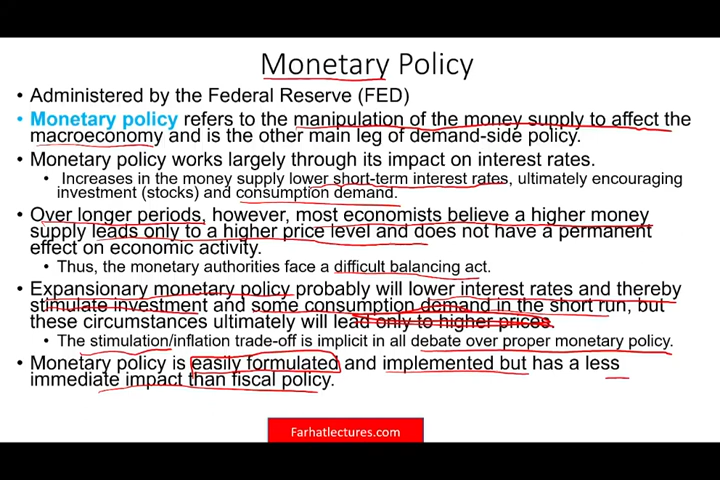 Monetary Policy
• Administered by the Federal Reserve (FED)
• Monetary policy refers to the manipulation of the money supply to affect the
macroeconomy and is the other main leg of demand-side policy.
• Monetary policy works largely through its impact on interest rates.
• Increases in the money supply lower short-term interest rates, ultimately encouraging
investment (stocks) and consumption demand.
• Over longer periods, however, most economists believe a higher money
supply leads only to a higher price level and does not have a permanent
effect on economic activity.
• Thus, the monetary authorities face a difficult balancing act.
• Expansionary monetary policy probably will lower interest rates and thereby
stimulate investment and some consumption demand in the short run, but
these circumstances ultimately will lead only to higher prices.
• The stimulation/inflation trade-off is implicit in all debate over proper monetary policy.
• Monetary policy is easily formulated and implemented but has a less
immediate impact than fiscal policy.
Farhatlectures.com